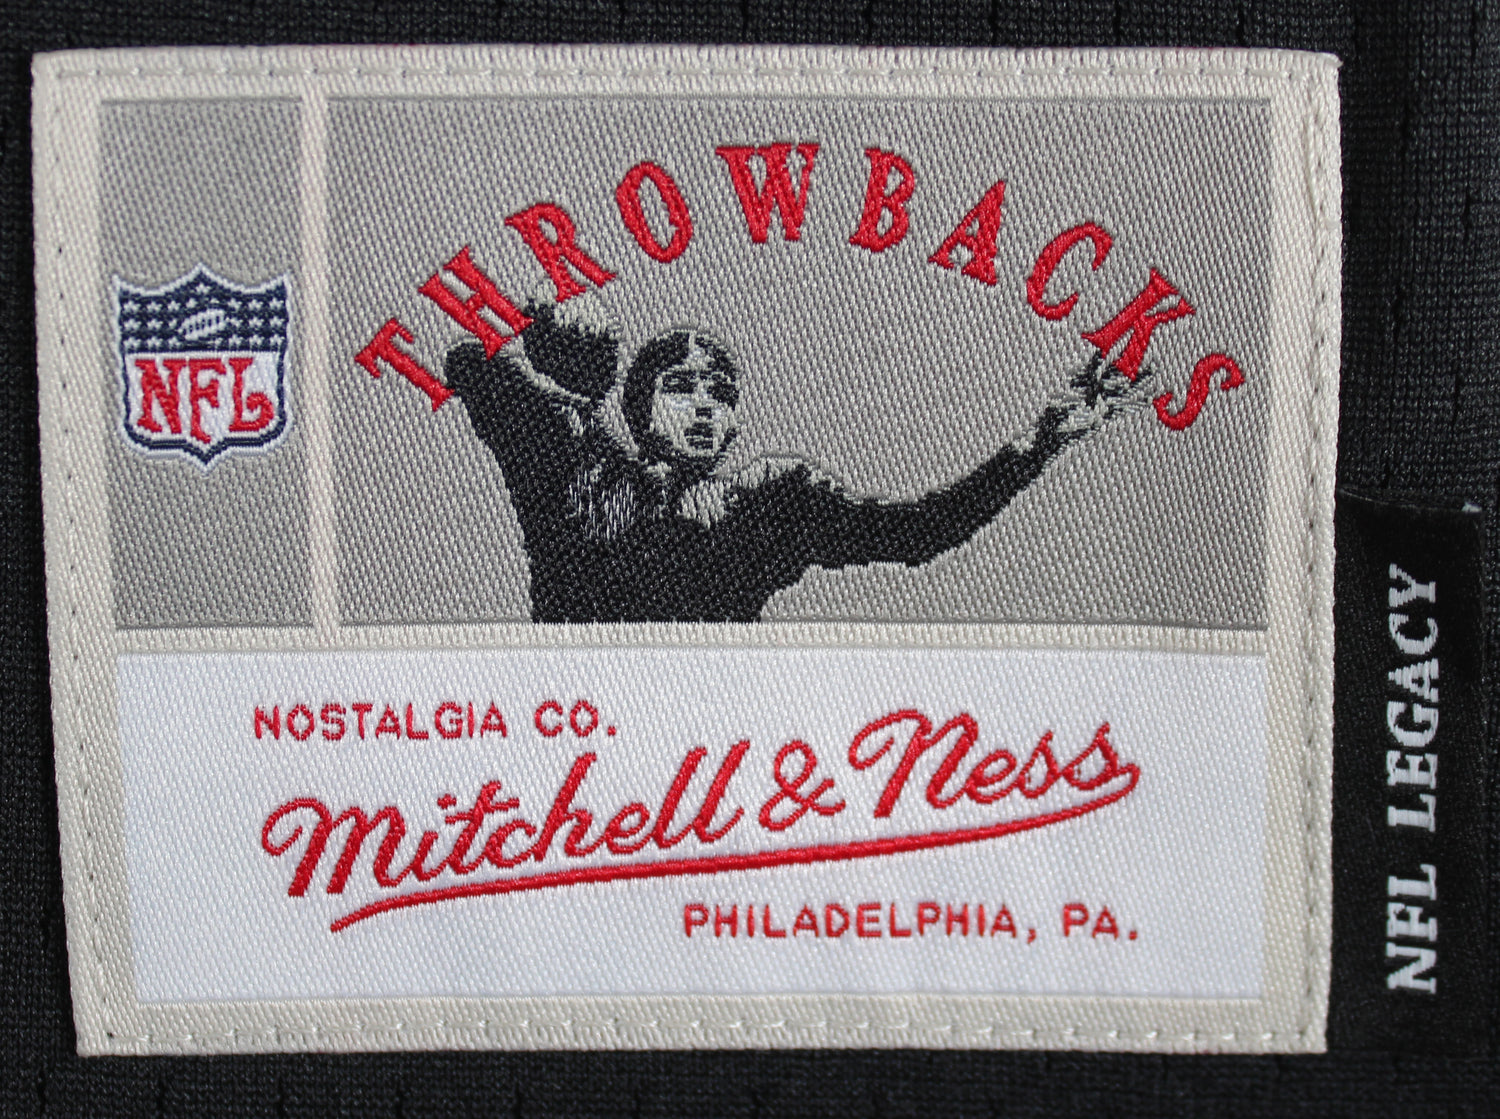 THROWBACKS
NFL
NOSTALGIA CO.
Mitchell & Ness
PHILADELPHIA, PA.
NFL LEGACY